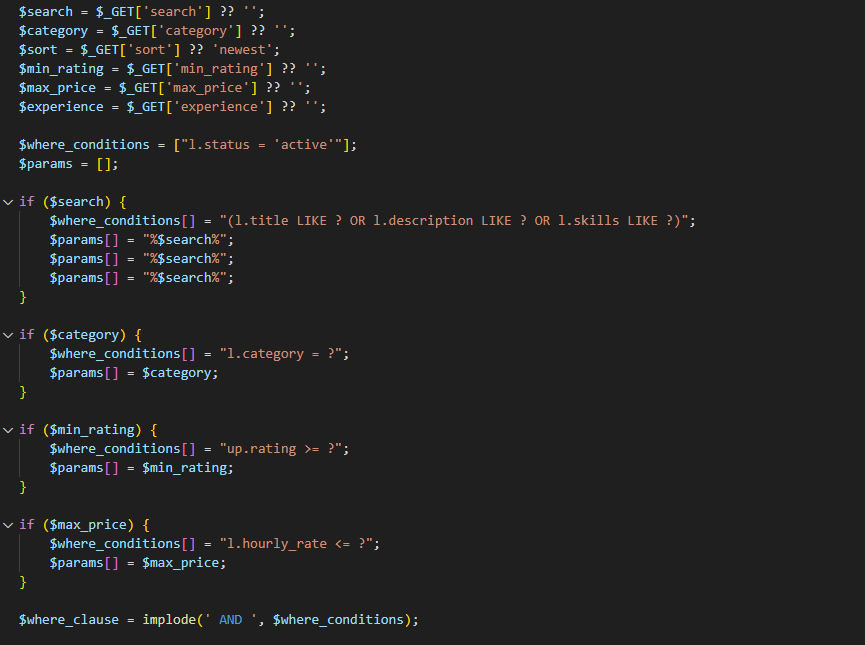 $search = $_GET['search'] ?? '';
$category = $_GET['category'] ?? '';
$sort = $_GET['sort'] ?? 'newest';
$min_rating = $_GET['min_rating'] ?? '';
$max_price = $_GET['max_price'] ?? '';
$experience = $_GET['experience'] ?? '';

$where_conditions = ["l.status = 'active'"];
$params = [];

if ($search) {
    $where_conditions[] = "(l.title LIKE ? OR l.description LIKE ? OR l.skills LIKE ?)";
    $params[] = "%$search%";
    $params[] = "%$search%";
    $params[] = "%$search%";
}

if ($category) {
    $where_conditions[] = "l.category = ?";
    $params[] = $category;
}

if ($min_rating) {
    $where_conditions[] = "up.rating >= ?";
    $params[] = $min_rating;
}

if ($max_price) {
    $where_conditions[] = "l.hourly_rate <= ?";
    $params[] = $max_price;
}

$where_clause = implode(' AND ', $where_conditions);